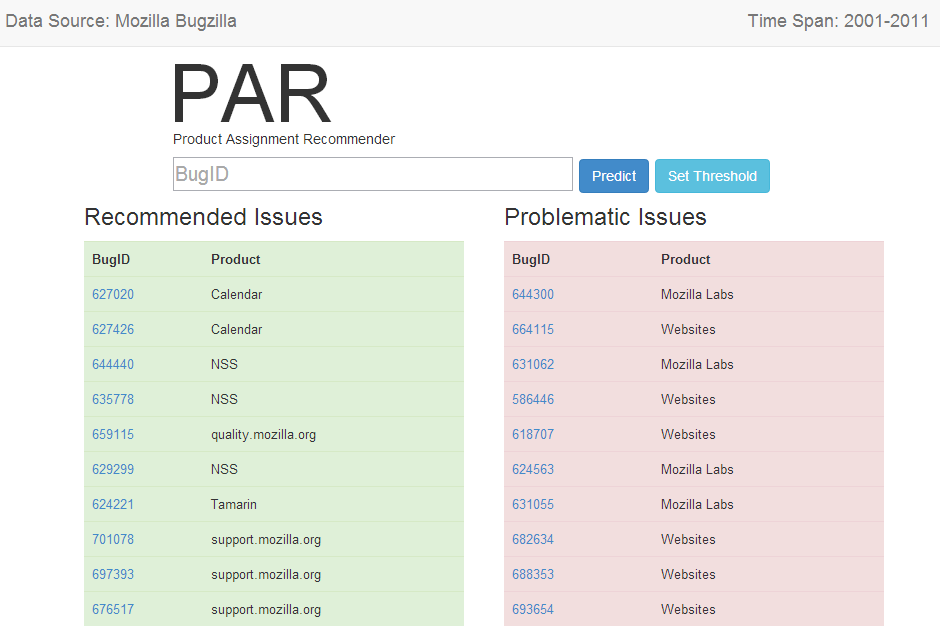 Data Source: Mozilla Bugzilla
Time Span: 2001-2011
PAR
Product Assignment Recommender
BugID
Predict
Set Threshold
Recommended Issues
BugID Product
627020 Calendar
627426 Calendar
644440 NSS
635778 NSS
659115 quality.mozilla.org
629299 NSS
624221 Tamarin
701078 support.mozilla.org
697393 support.mozilla.org
676517 support.mozilla.org
Problematic Issues
BugID Product
644300 Mozilla Labs
664115 Websites
631062 Mozilla Labs
586446 Websites
618707 Websites
624563 Mozilla Labs
631055 Mozilla Labs
682634 Websites
688353 Websites
693654 Websites